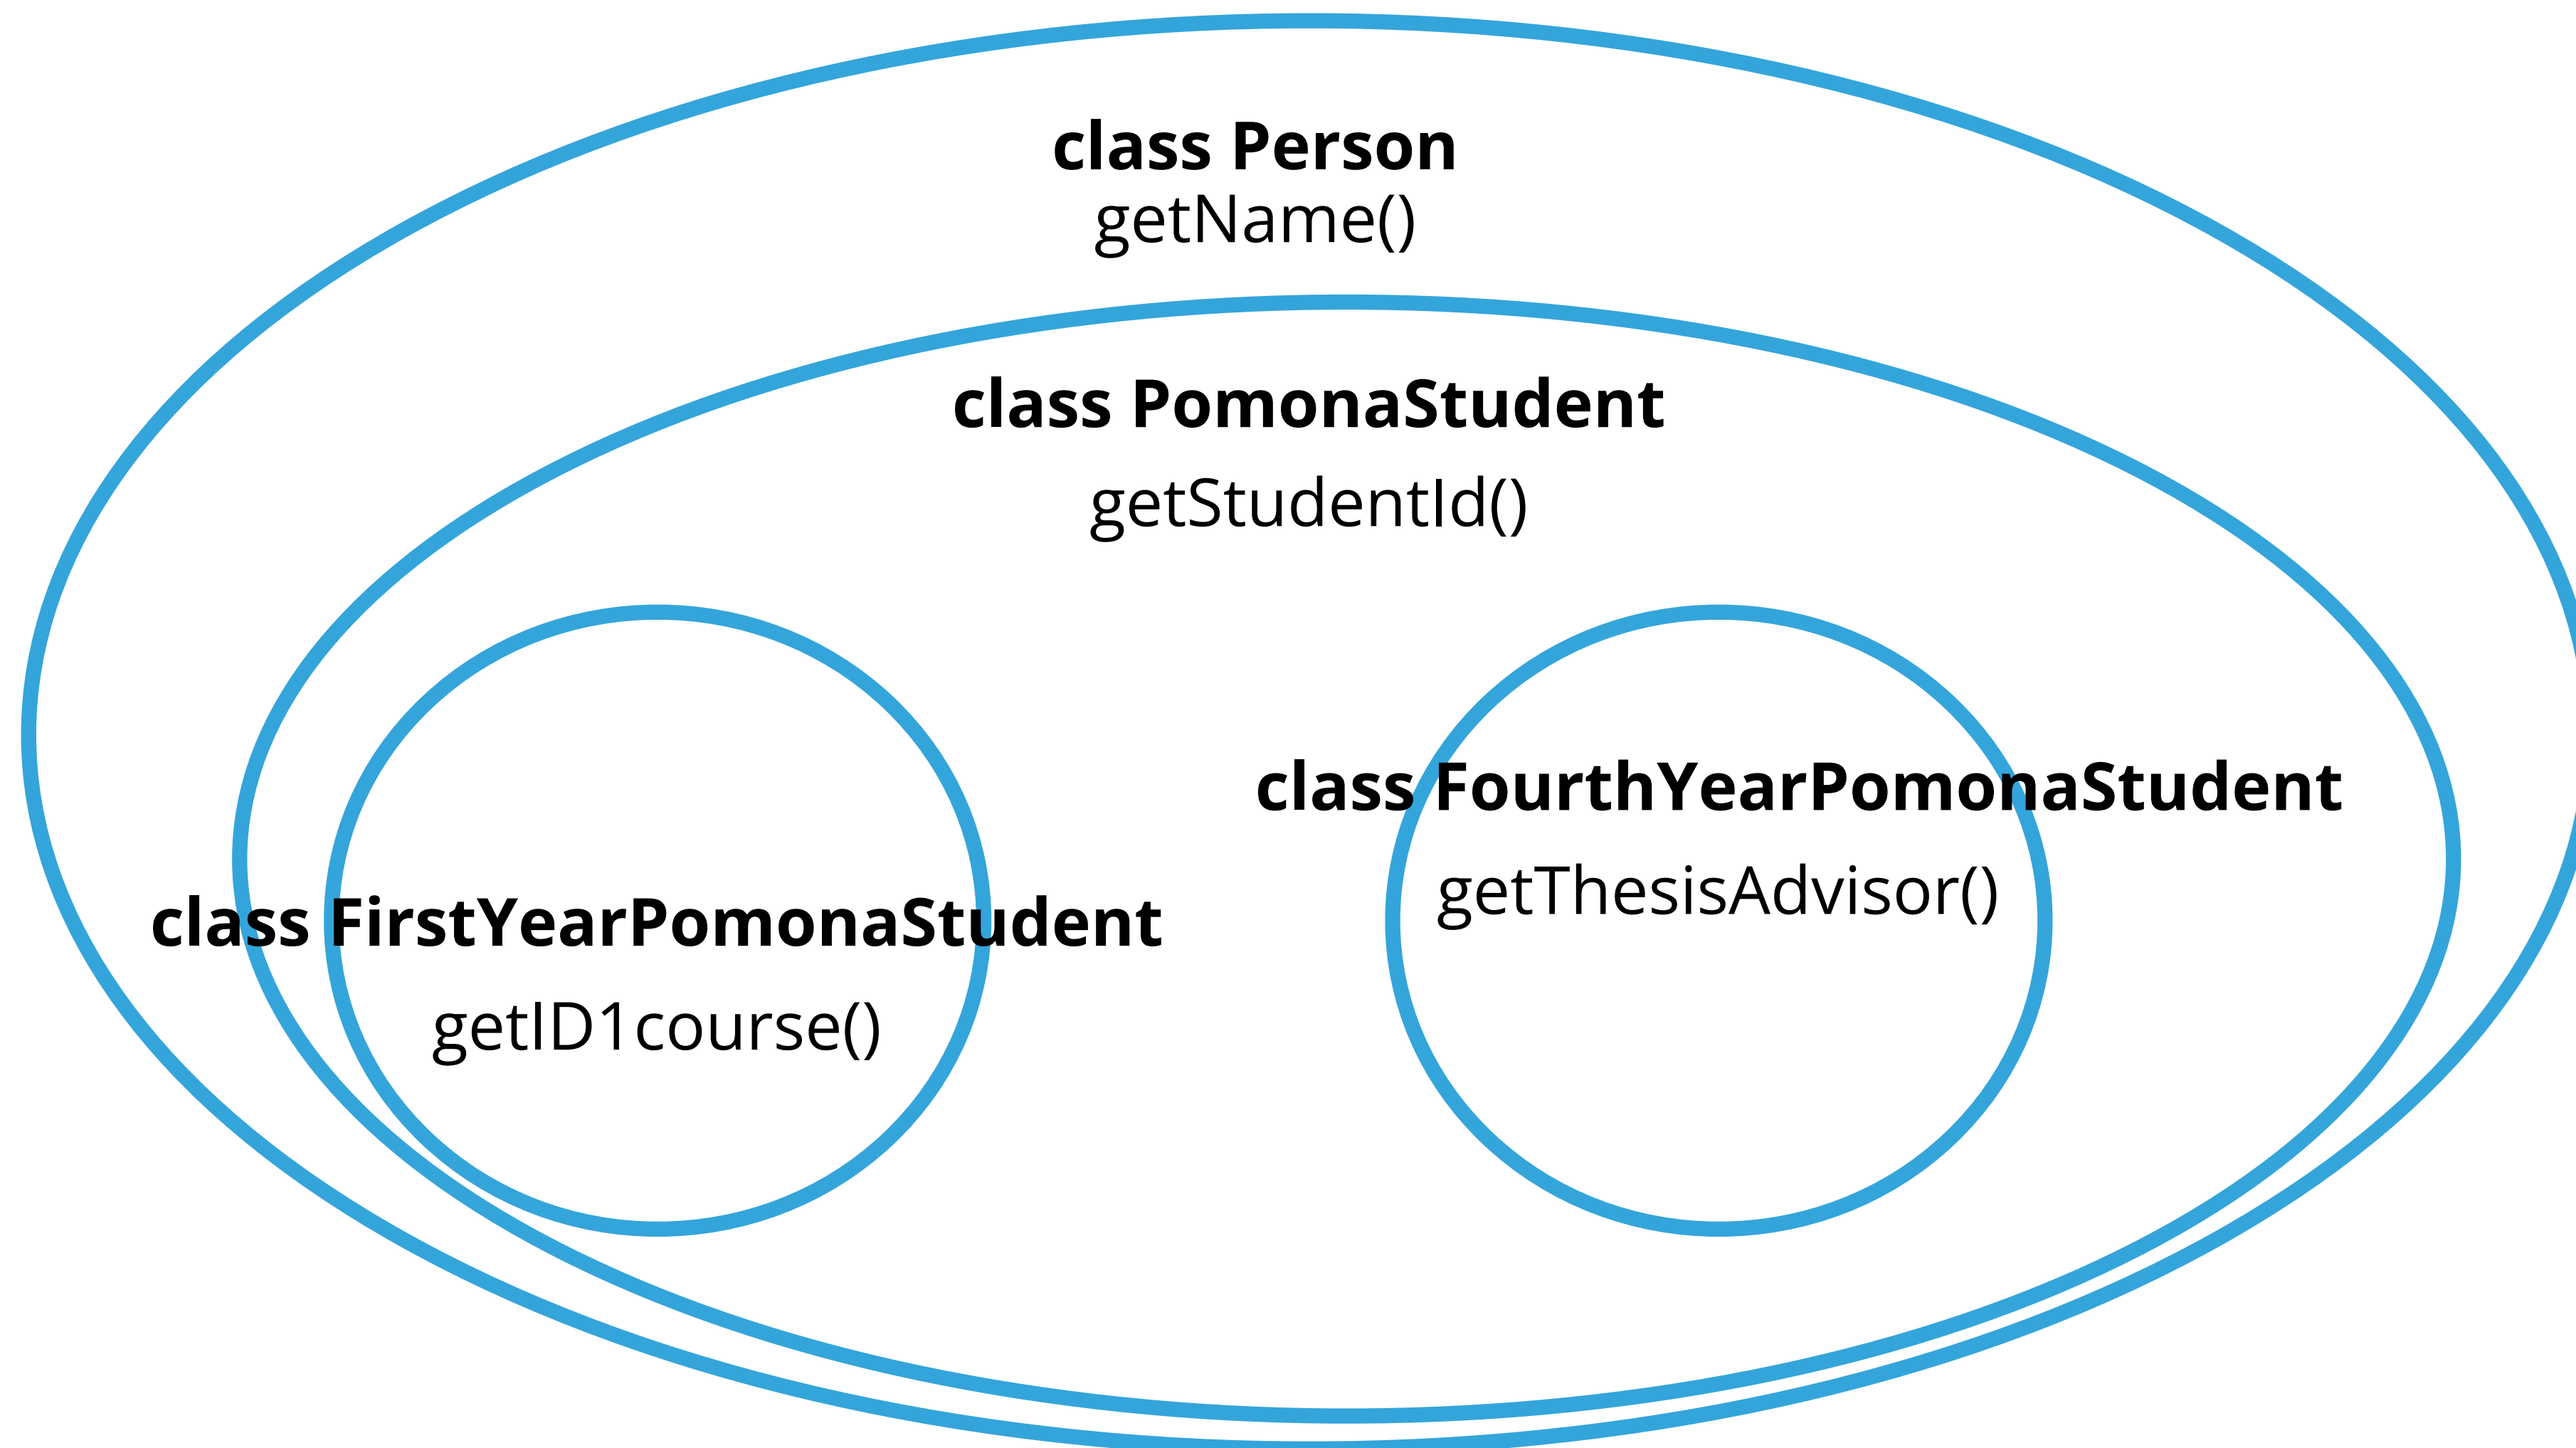 class Person
getName()
class PomonaStudent
getStudentId()
class FourthYearPomonaStudent
getThesisAdvisor()
class FirstYearPomonaStudent
getID1course()